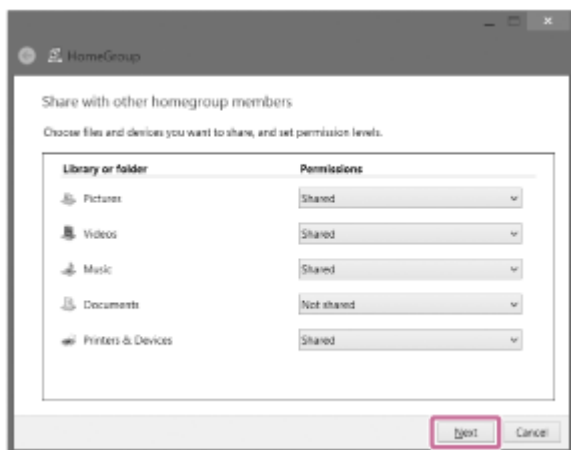 HomeGroup
Share with other homegroup members
Choose files and devices you want to share, and set permission levels.
Library or folder Permissions
Pictures Shared
Videos Shared
Music Shared
Documents Not shared
Printers & Devices Shared
Next Cancel